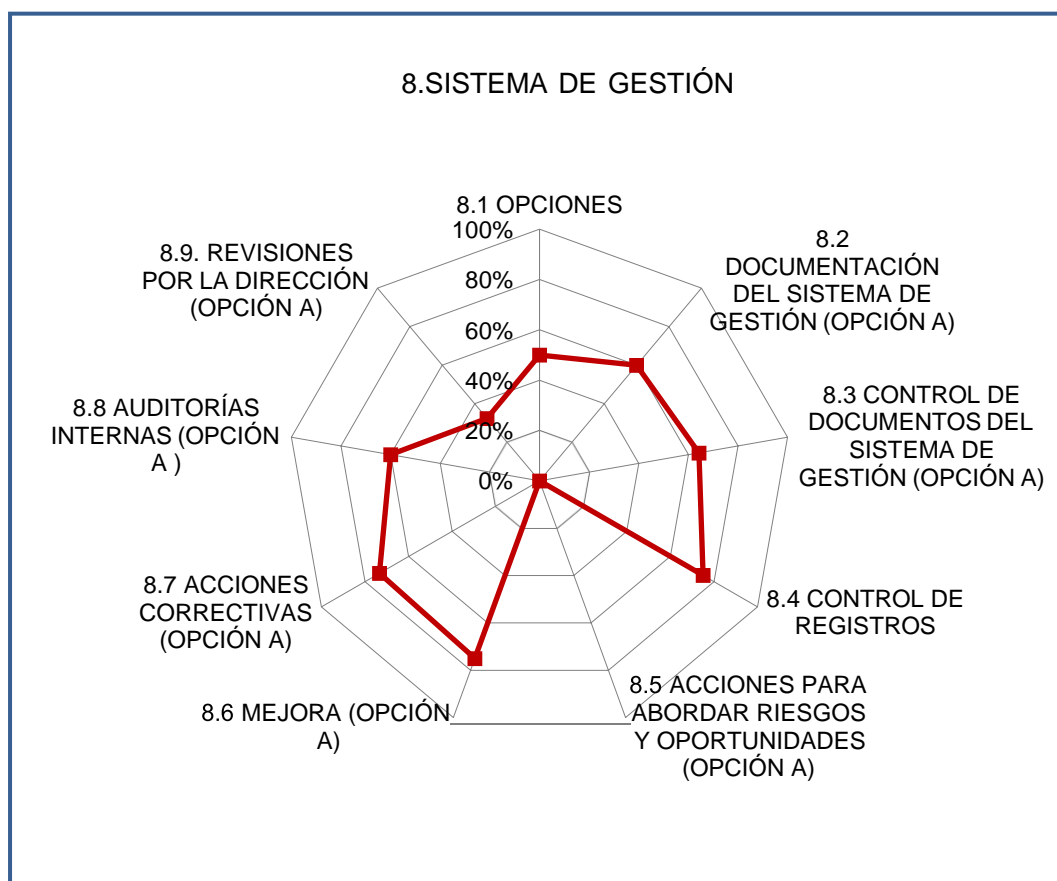 8.SISTEMA DE GESTIÓN
8.1 OPCIONES
100%
80%
60%
40%
20%
0%
8.2
DOCUMENTACIÓN
DEL SISTEMA DE
GESTIÓN (OPCIÓN A)
8.3 CONTROL DE
DOCUMENTOS DEL
SISTEMA DE
GESTIÓN (OPCIÓN A)
8.4 CONTROL DE
REGISTROS
8.5 ACCIONES PARA
ABORDAR RIESGOS
Y OPORTUNIDADES
(OPCIÓN A)
8.6 MEJORA (OPCIÓN
A)
8.7 ACCIONES
CORRECTIVAS
(OPCIÓN A)
8.8 AUDITORÍAS
INTERNAS (OPCIÓN
A )
8.9. REVISIONES
POR LA DIRECCIÓN
(OPCIÓN A)